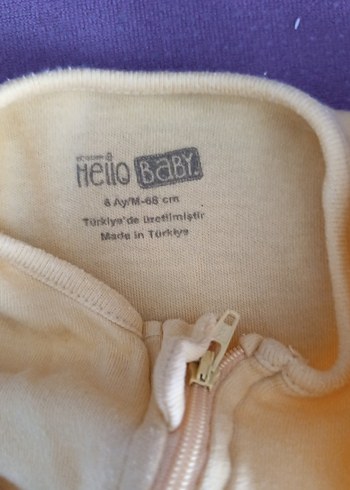 Hello BABY.
6 Ay/M-68 cm
Türkiye'de üretilmiştir
Made in Türkiye